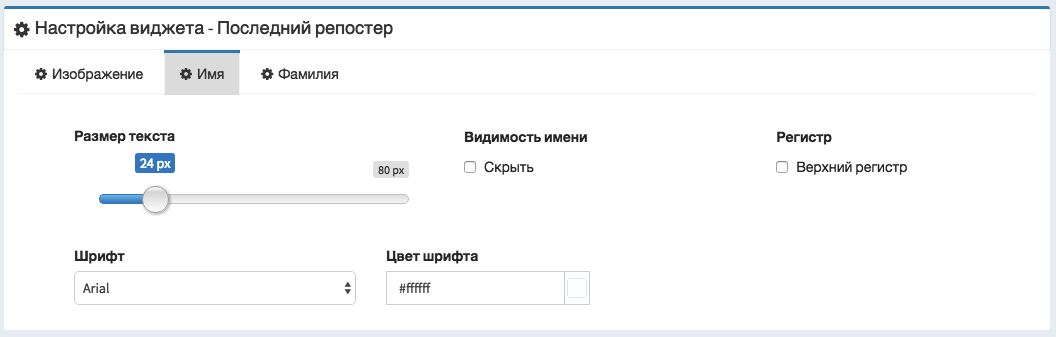 Настройка виджета - Последний репостер
Изображение
Имя
Фамилия
Размер текста
24 px
80 px
Видимость имени
Скрыть
Регистр
Верхний регистр
Шрифт
Arial
Цвет шрифта
#ffffff